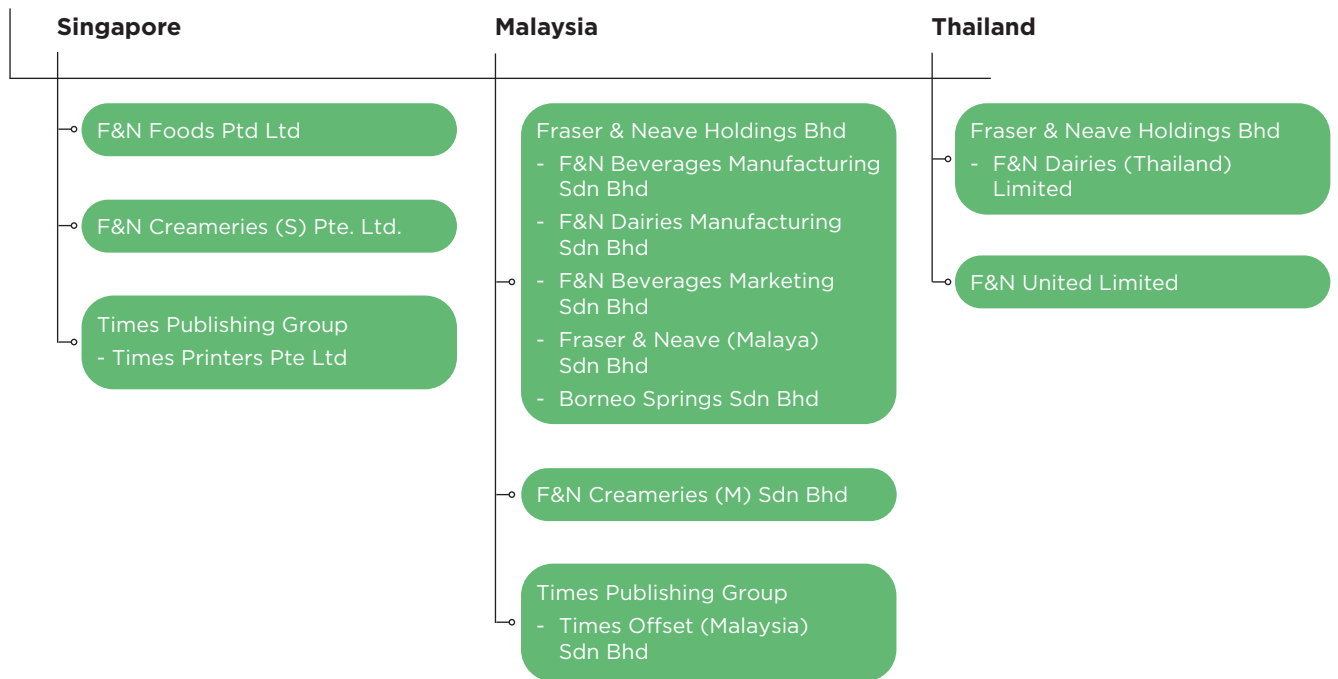 Singapore
F&N Foods Ptd Ltd
F&N Creameries (S) Pte. Ltd.
Times Publishing Group
- Times Printers Pte Ltd
Malaysia
Fraser & Neave Holdings Bhd
- F&N Beverages Manufacturing
Sdn Bhd
- F&N Dairies Manufacturing
Sdn Bhd
- F&N Beverages Marketing
Sdn Bhd
- Fraser & Neave (Malaya)
Sdn Bhd
- Borneo Springs Sdn Bhd
F&N Creameries (M) Sdn Bhd
Times Publishing Group
- Times Offset (Malaysia)
Sdn Bhd
Thailand
Fraser & Neave Holdings Bhd
- F&N Dairies (Thailand)
Limited
F&N United Limited